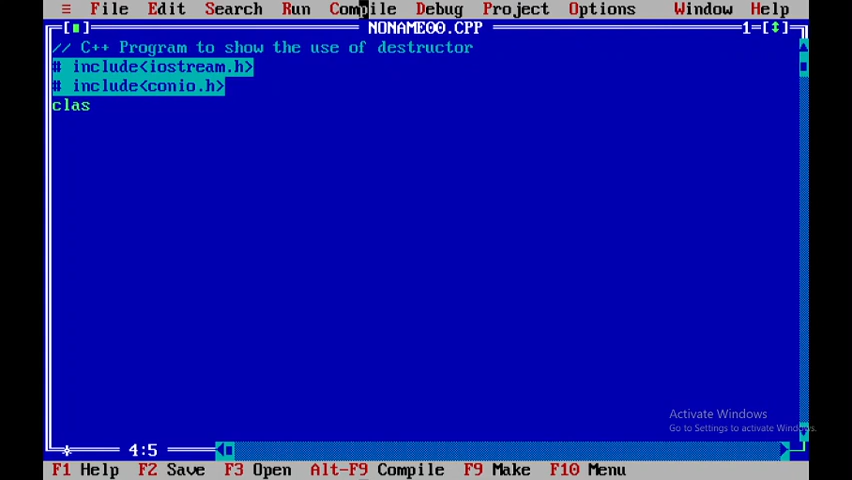 ≡ File Edit Search Run Compile Debug Project Options Window Help
[■] NONAME00.CPP 1=[↕]
// C++ Program to show the use of destructor
# include<iostream.h>
# include<conio.h>
clas
Activate Windows
Go to Settings to activate Windows.
4:5
F1 Help F2 Save F3 Open Alt-F9 Compile F9 Make F10 Menu